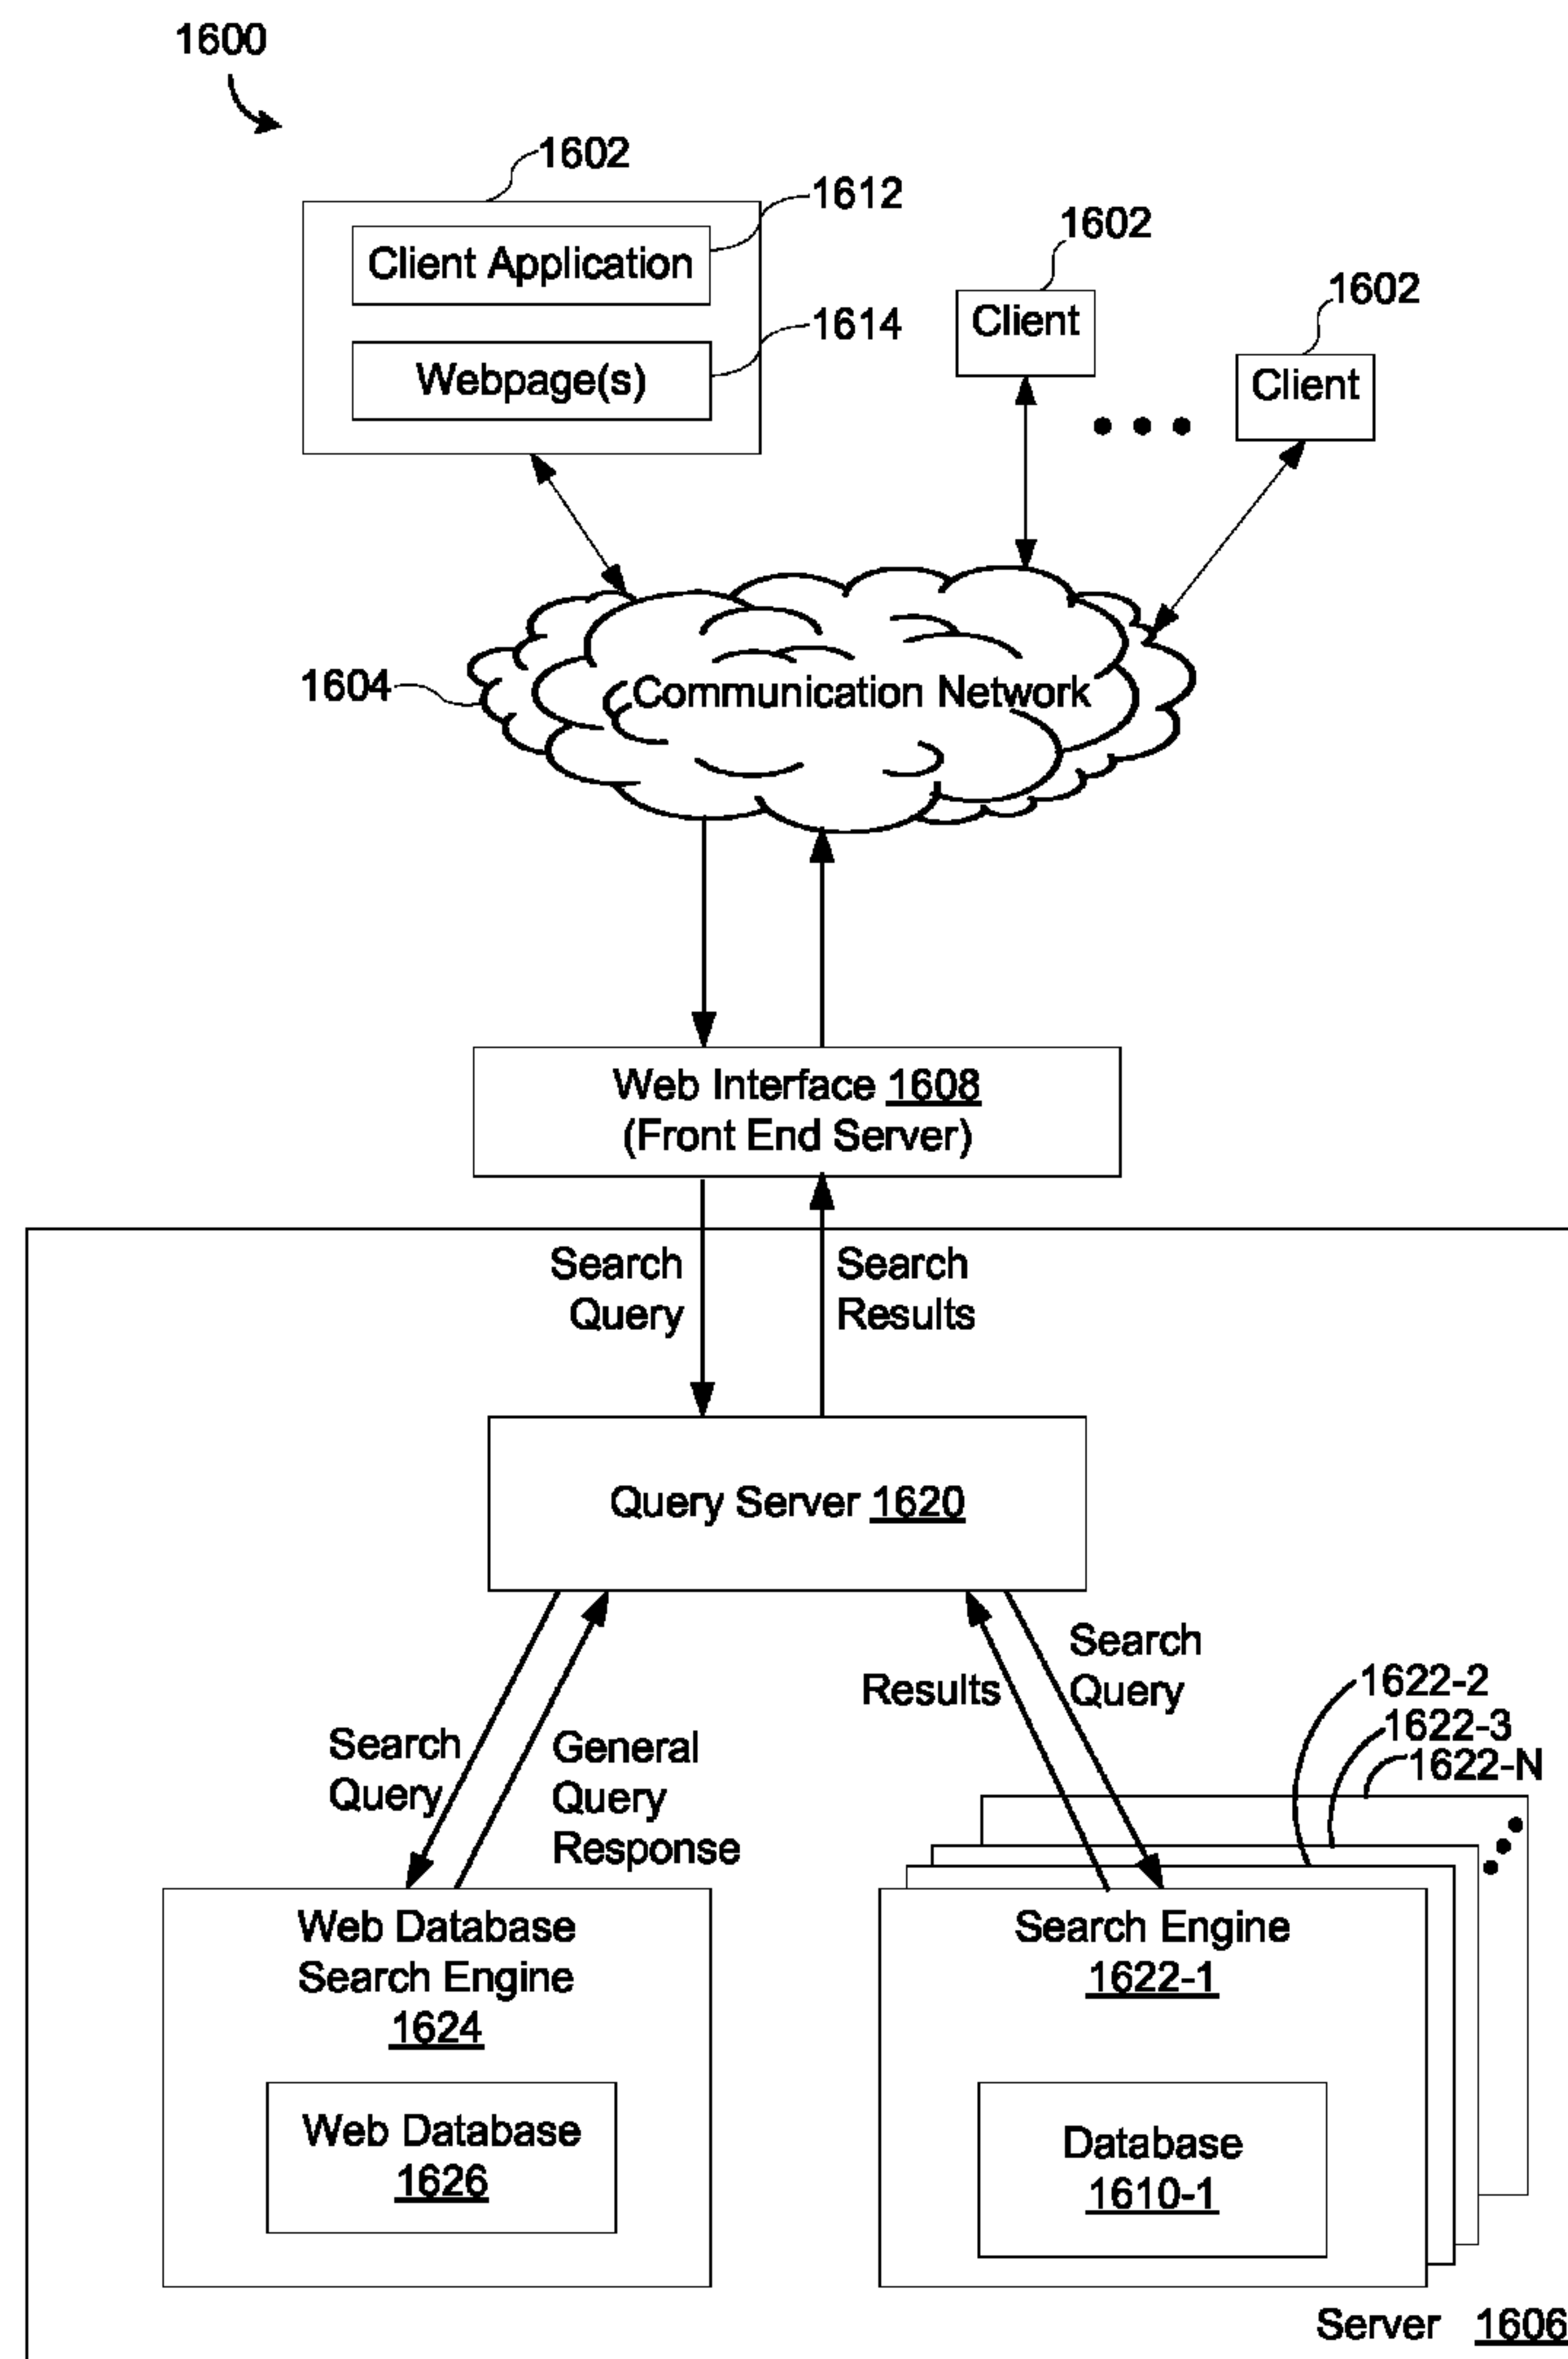 1600
1602
1612
Client Application
1602
1614
1602
Client
Webpage(s)
Client
1604
Communication Network
Web Interface 1608
(Front End Server)
Search
Query
Search
Results
Query Server 1620
Search
Query
Results
1622-2
1622-3
1622-N
Search
Query
General
Query
Response
Web Database
Search Engine
1624
Search Engine
1622-1
Web Database
1626
Database
1610-1
Server 1606